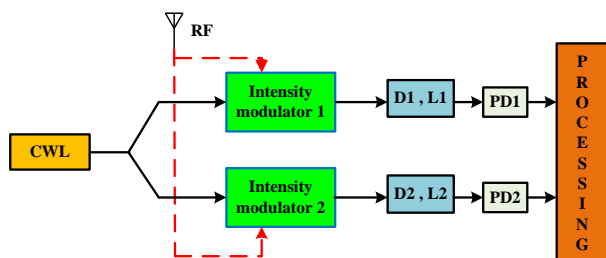 RF
CWL
Intensity
modulator 1
D1 , L1
PD1
Intensity
modulator 2
D2 , L2
PD2
P
R
O
C
E
S
S
I
N
G